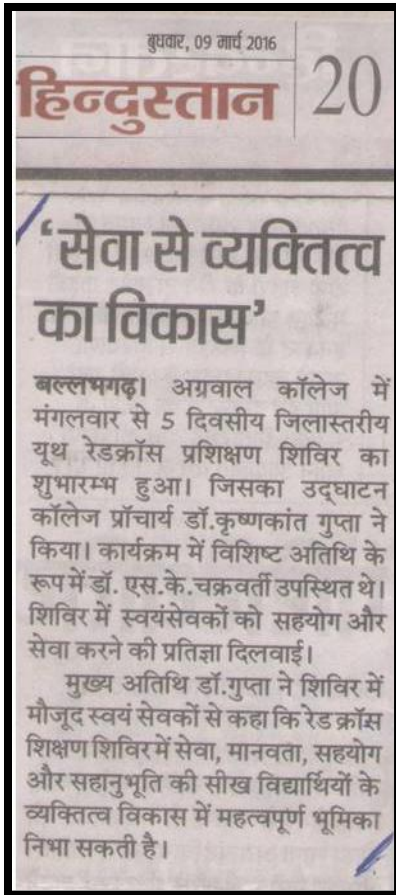 बुधवार, 09 मार्च 2016
हिन्दुस्तान
20
‘सेवा से व्यक्तित्व
का विकास’
बल्लभगढ़। अग्रवाल कॉलेज में
मंगलवार से 5 दिवसीय जिलास्तरीय
यूथ रेडक्रॉस प्रशिक्षण शिविर का
शुभारम्भ हुआ। जिसका उद्‌घाटन
कॉलेज प्रॉचार्य डॉ.कृष्णकांत गुप्ता ने
किया। कार्यक्रम में विशिष्ट अतिथि के
रूप में डॉ. एस.के.चक्रवर्ती उपस्थित थे।
शिविर में स्वयंसेवकों को सहयोग और
सेवा करने की प्रतिज्ञा दिलवाई।
मुख्य अतिथि डॉ.गुप्ता ने शिविर में
मौजूद स्वयं सेवकों से कहा कि रेड क्रॉस
शिक्षण शिविर में सेवा, मानवता, सहयोग
और सहानुभूति की सीख विद्यार्थियों के
व्यक्तित्व विकास में महत्वपूर्ण भूमिका
निभा सकती है।